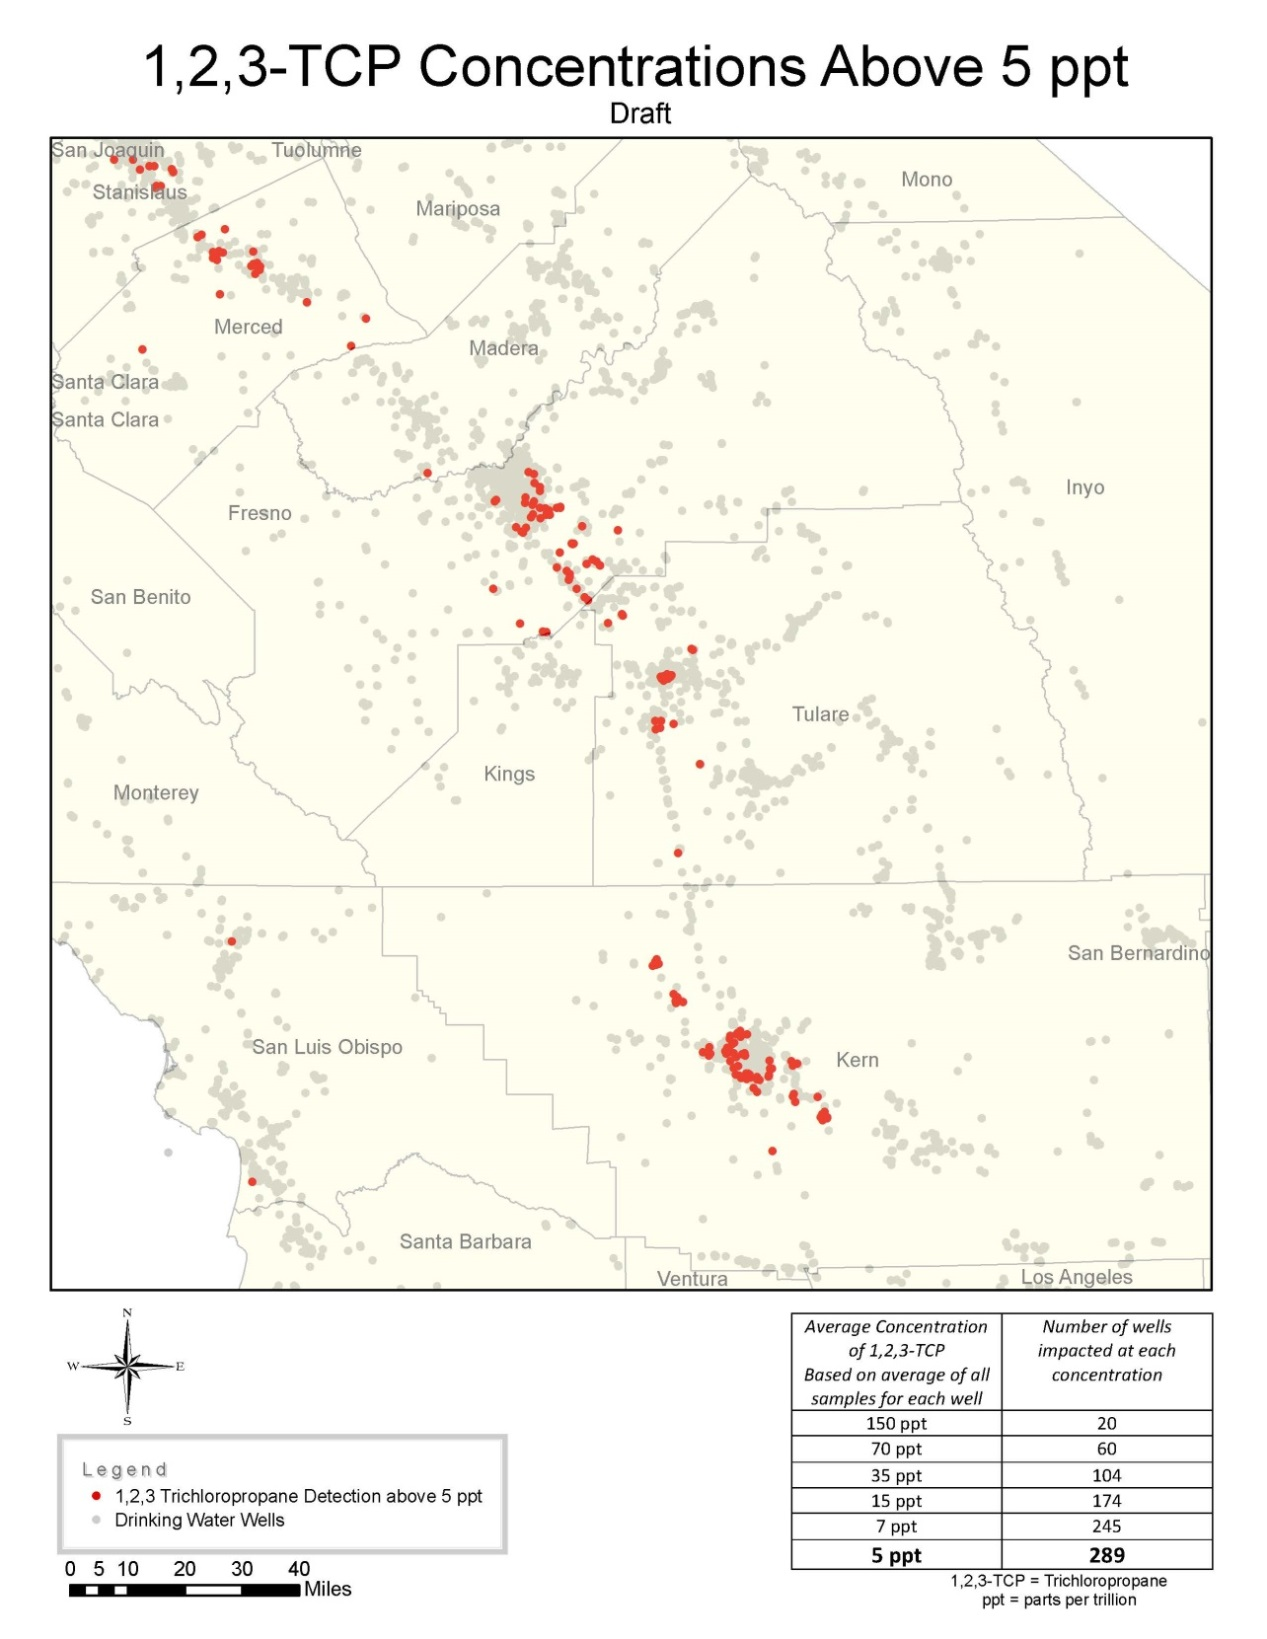 1,2,3-TCP Concentrations Above 5 ppt
Draft
San Joaquin
Tuolumne
Stanislaus
Mariposa
Mono
Merced
Madera
Santa Clara
Santa Clara
Fresno
Inyo
San Benito
Tulare
Kings
Monterey
San Bernardino
San Luis Obispo
Kern
Santa Barbara
Ventura
Los Angeles
N
W E
S
Legend
1,2,3 Trichloropropane Detection above 5 ppt
Drinking Water Wells
0 5 10 20 30 40
Miles
Average Concentration
of 1,2,3-TCP
Based on average of all
samples for each well
Number of wells
impacted at each
concentration
150 ppt 20
70 ppt 60
35 ppt 104
15 ppt 174
7 ppt 245
5 ppt 289
1,2,3-TCP = Trichloropropane
ppt = parts per trillion